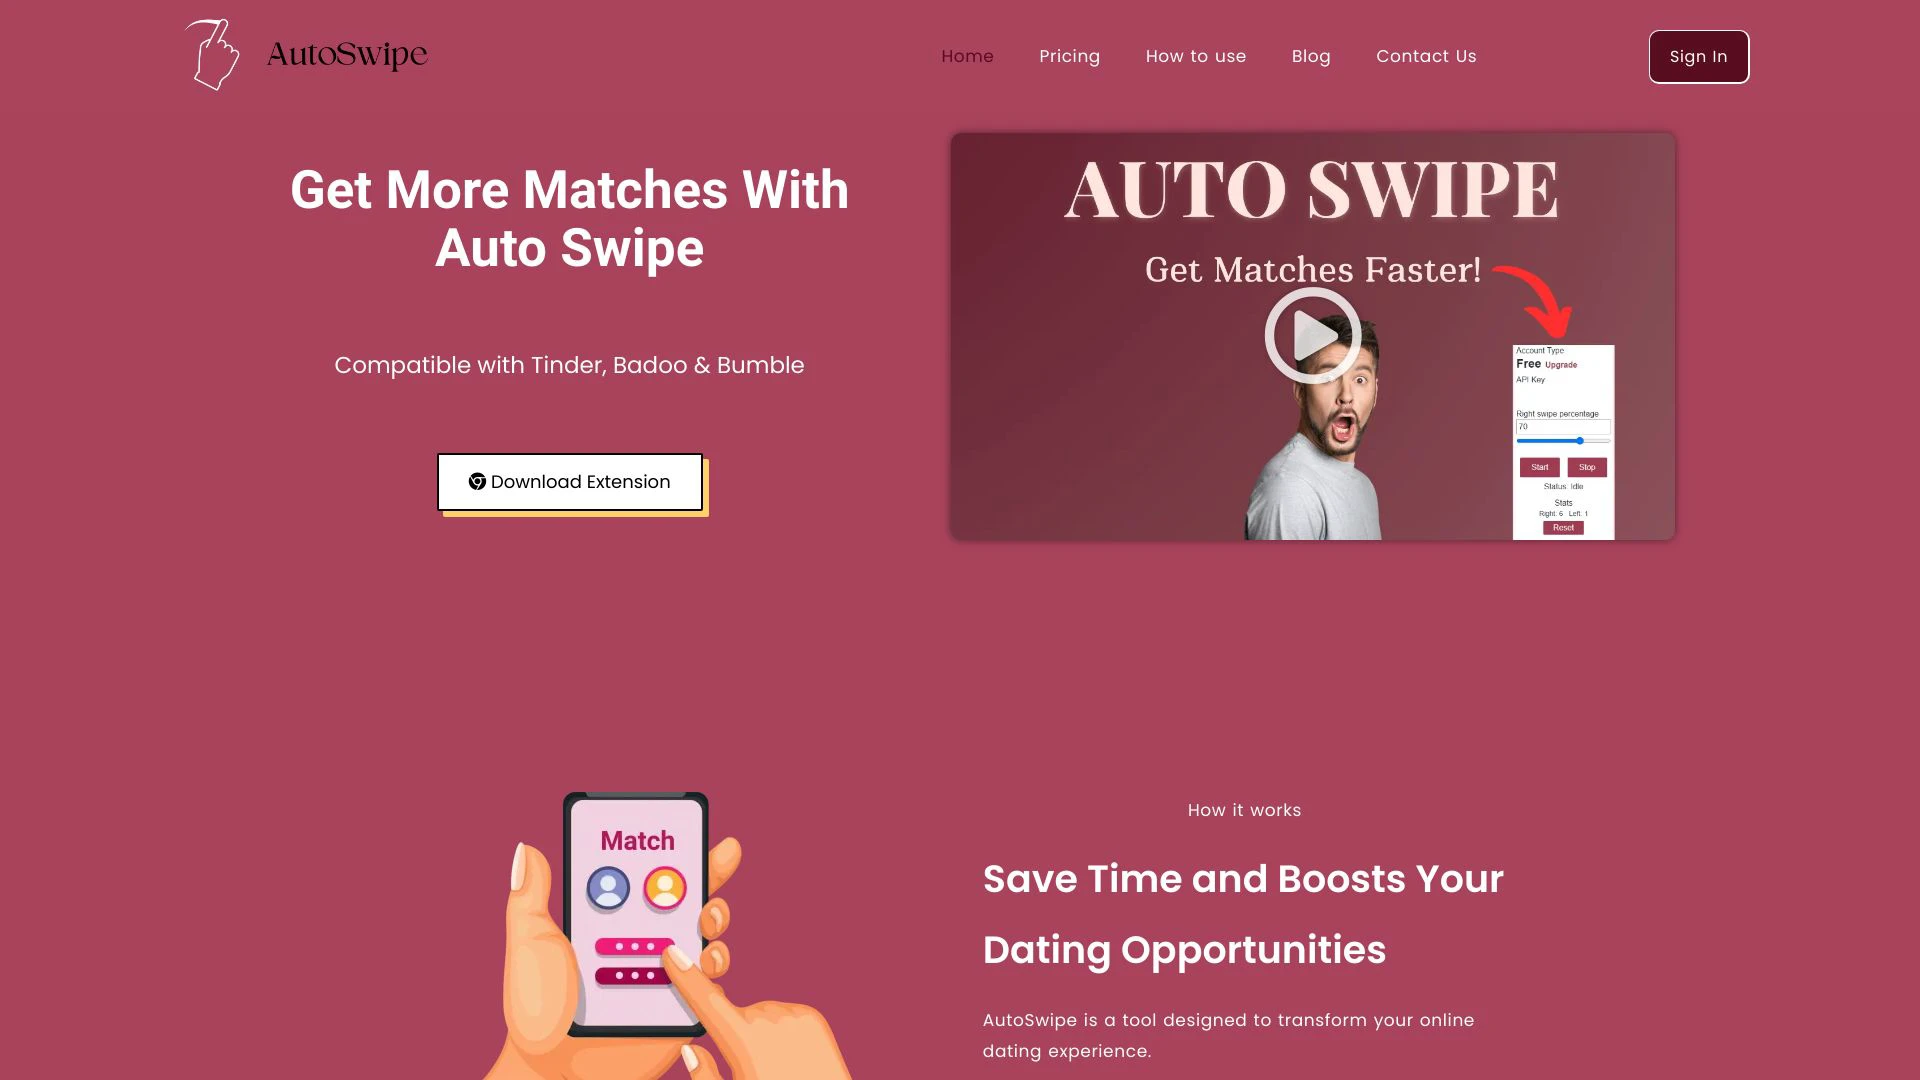 AutoSwipe
Home
Pricing
How to use
Blog
Contact Us
Sign In
Get More Matches With
Auto Swipe
Compatible with Tinder, Badoo & Bumble
Download Extension
AUTO SWIPE
Get Matches Faster!
Account Type
Free Upgrade
API Key
Right swipe percentage
70
Start
Stop
Status Idle
Stats
Right: 6 Left: 1
Reset
Match
How it works
Save Time and Boosts Your
Dating Opportunities
AutoSwipe is a tool designed to transform your online
dating experience.